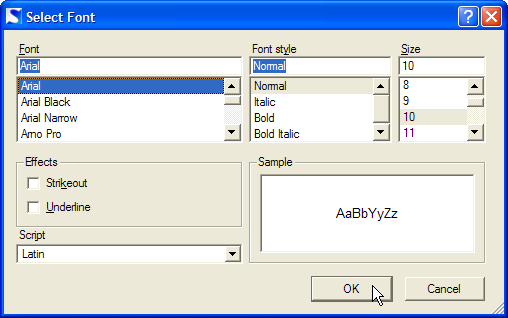 Select Font
Font Font style Size
Arial Normal 10
Arial Normal 8
Arial Black Italic 9
Arial Narrow Bold 10
Arno Pro Bold Italic 11
Effects Sample
Strikeout
Underline
AaBbYyZz
Script
Latin
OK Cancel